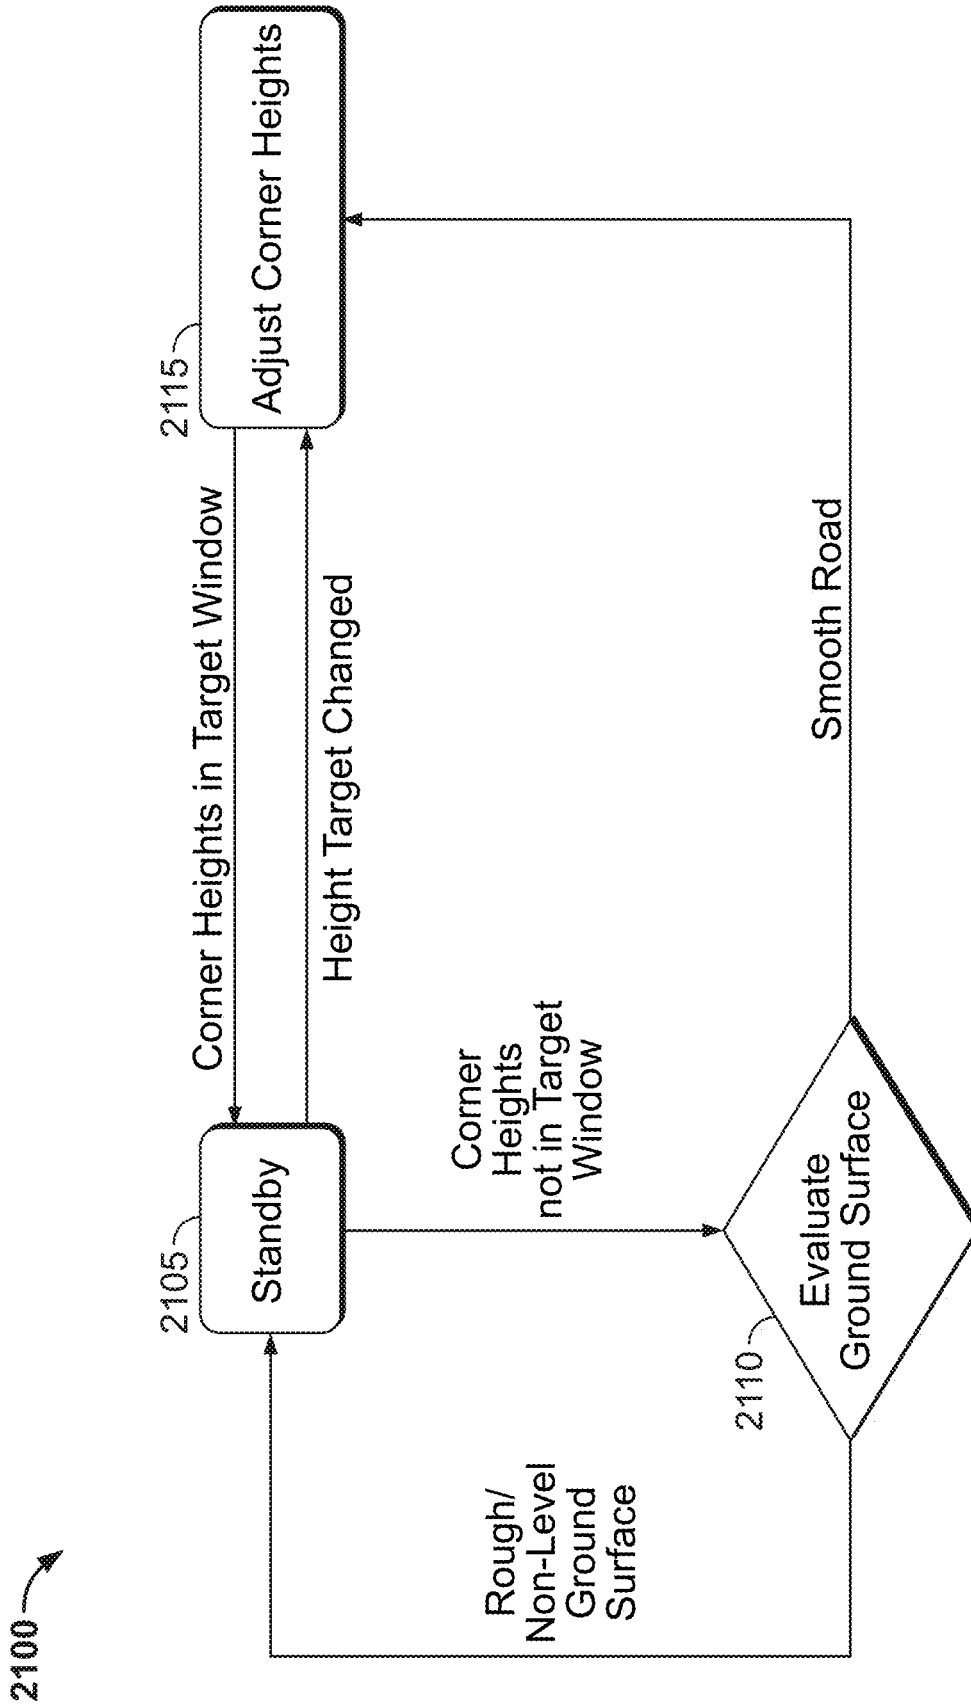 2100
2105
Standby
Corner Heights in Target Window
Height Target Changed
2115
Adjust Corner Heights
Rough/
Non-Level
Ground
Surface
Corner
Heights
not in Target
Window
2110
Evaluate
Ground Surface
Smooth Road